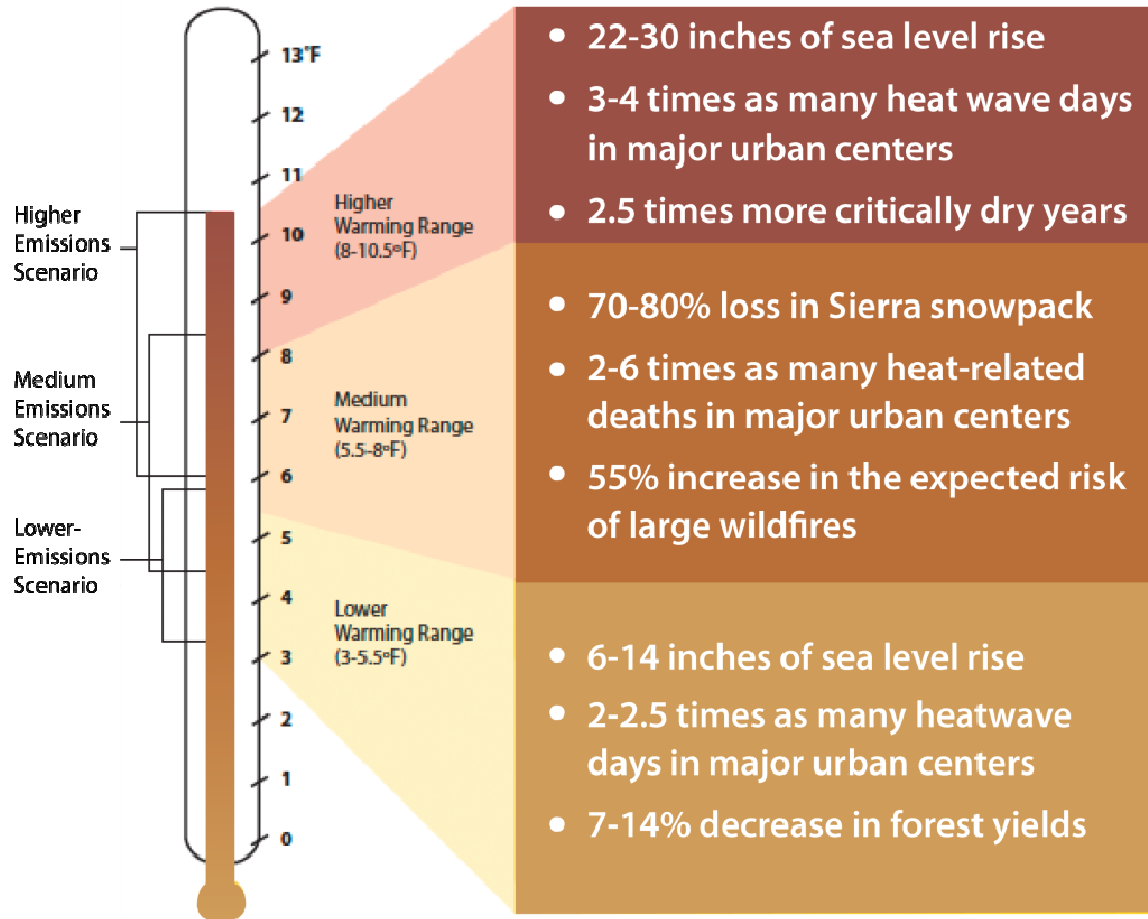 13°F
12
11
10
9
8
7
6
5
4
3
2
1
0
Higher
Emissions
Scenario
Medium
Emissions
Scenario
Lower-
Emissions
Scenario
Higher
Warming Range
(8-10.5ºF)
Medium
Warming Range
(5.5-8ºF)
Lower
Warming Range
(3-5.5ºF)
• 22-30 inches of sea level rise
• 3-4 times as many heat wave days
in major urban centers
• 2.5 times more critically dry years
• 70-80% loss in Sierra snowpack
• 2-6 times as many heat-related
deaths in major urban centers
• 55% increase in the expected risk
of large wildfires
• 6-14 inches of sea level rise
• 2-2.5 times as many heatwave
days in major urban centers
• 7-14% decrease in forest yields